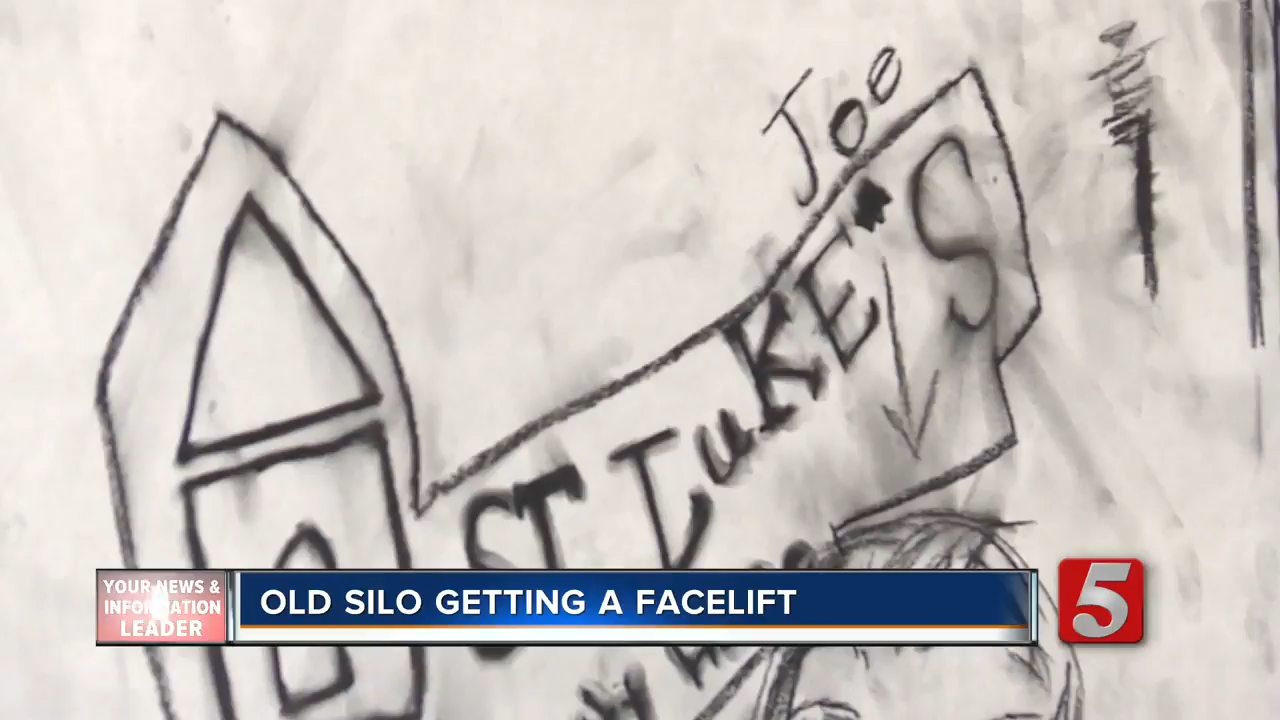 Joe
ST LuKE'S
YOUR NEWS &
INFORMATION
LEADER
OLD SILO GETTING A FACELIFT
5